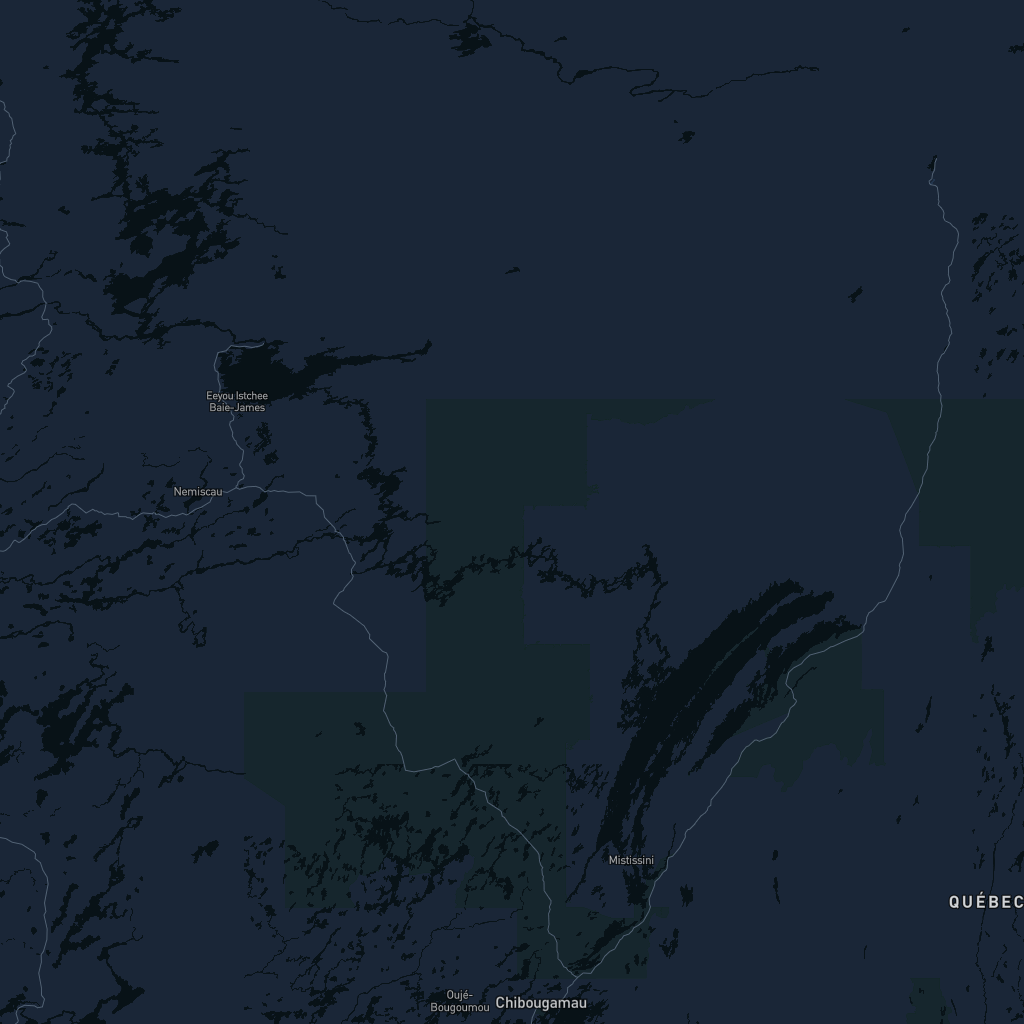 Eeyou Istchee
Baie-James
Nemiscau
Mistissini
QUÉBEC
Oujé-
Bougoumou
Chibougamau